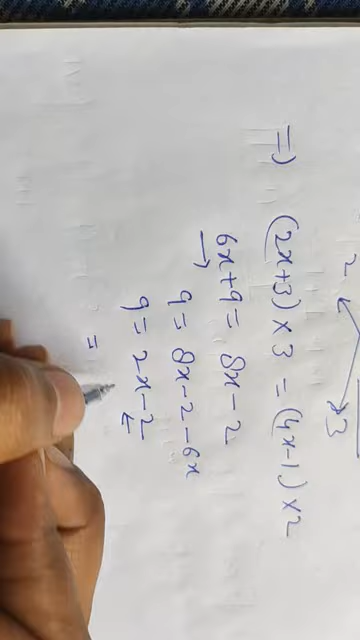 2 3
=) (2x+3) × 3 = (4x-1) × 2
6x+9 = 8x-2
9 = 8x-2-6x
9 = 2x-2
=